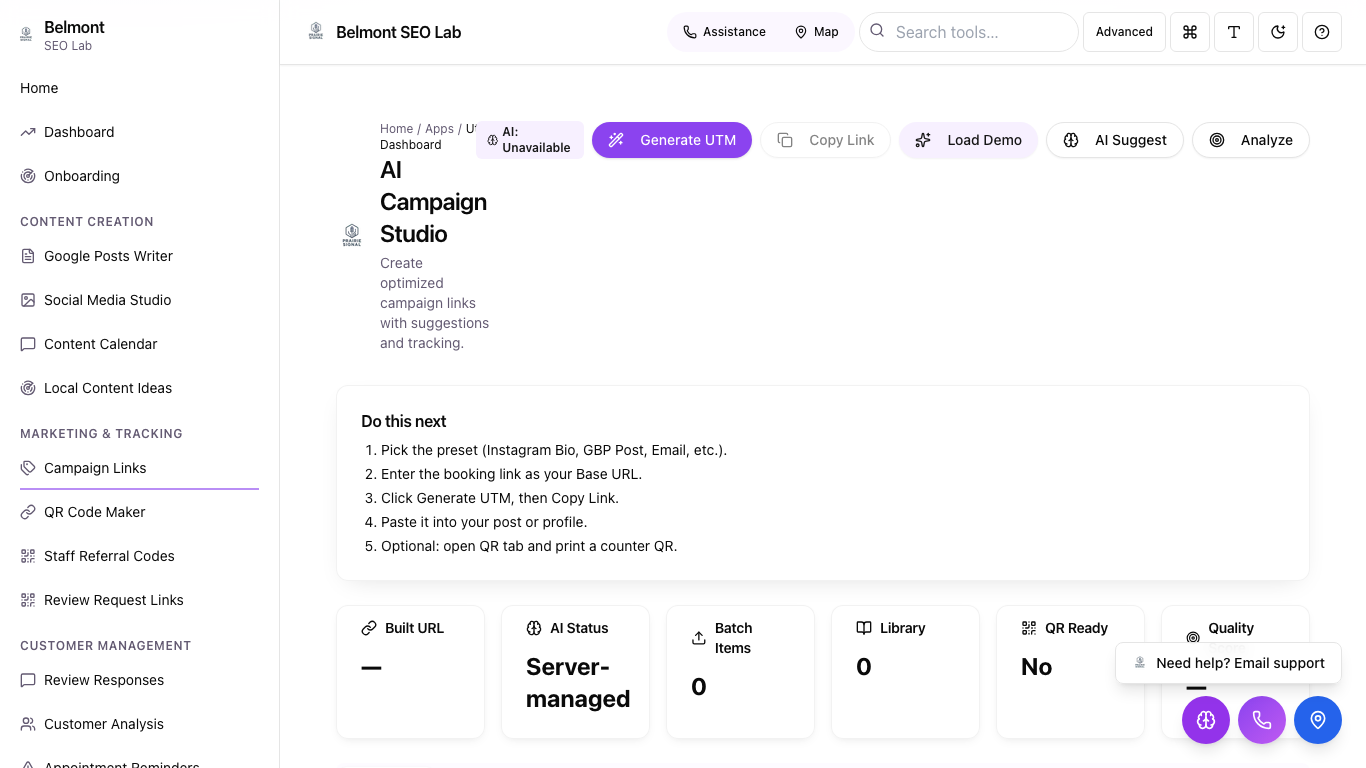 Belmont
SEO Lab
Home
Dashboard
Onboarding
CONTENT CREATION
Google Posts Writer
Social Media Studio
Content Calendar
Local Content Ideas
MARKETING & TRACKING
Campaign Links
QR Code Maker
Staff Referral Codes
Review Request Links
CUSTOMER MANAGEMENT
Review Responses
Customer Analysis
Appointment Reminders
Belmont SEO Lab
Assistance
Map
Search tools...
Advanced
Home / Apps /
Dashboard
AI:
Unavailable
Generate UTM
Copy Link
Load Demo
AI Suggest
Analyze
PRAIRIE
SIGNAL
AI
Campaign
Studio
Create
optimized
campaign links
with suggestions
and tracking.
Do this next
1. Pick the preset (Instagram Bio, GBP Post, Email, etc.).
2. Enter the booking link as your Base URL.
3. Click Generate UTM, then Copy Link.
4. Paste it into your post or profile.
5. Optional: open QR tab and print a counter QR.
Built URL
—
AI Status
Server-
managed
Batch
Items
0
Library
0
QR Ready
No
Quality
—
Need help? Email support